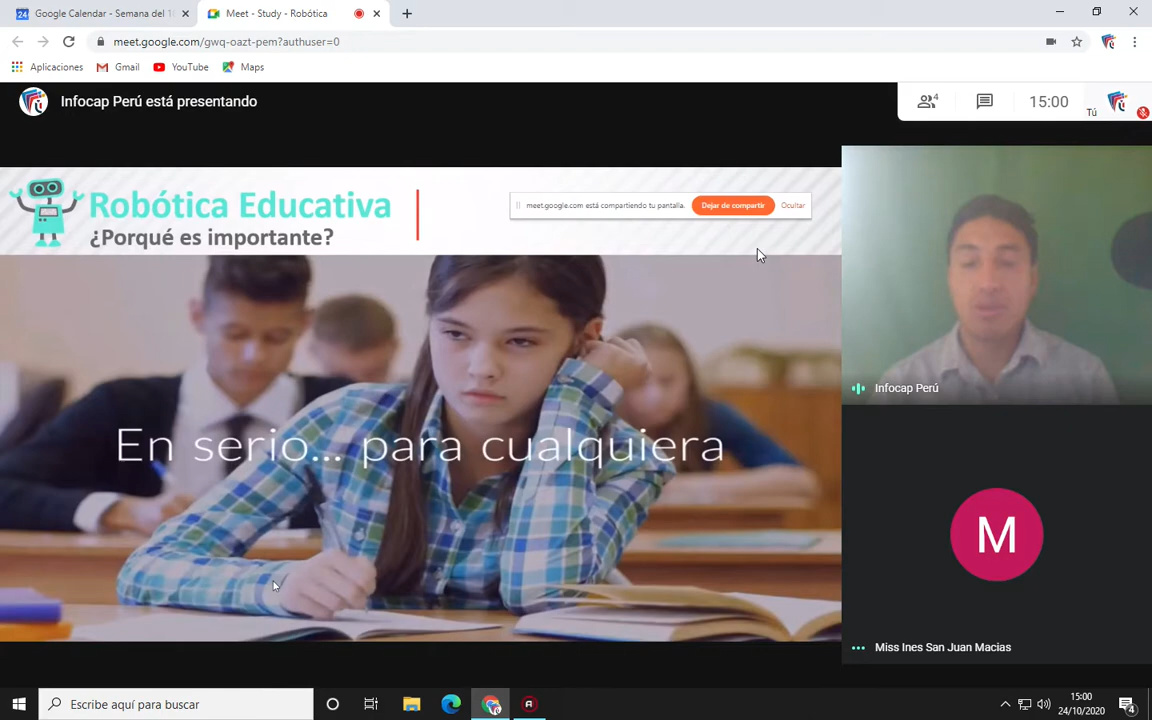 Google Calendar - Semana del 1
Meet - Study - Robótica
meet.google.com/gwq-oazt-pem?authuser=0
Aplicaciones
Gmail
YouTube
Maps
Infocap Perú está presentando
4
15:00
Tú
Robótica Educativa
¿Porqué es importante?
meet.google.com está compartiendo tu pantalla.
Dejar de compartir
Ocultar
En serio... para cualquiera
Infocap Perú
M
Miss Ines San Juan Macias
Escribe aquí para buscar
15:00
24/10/2020
4